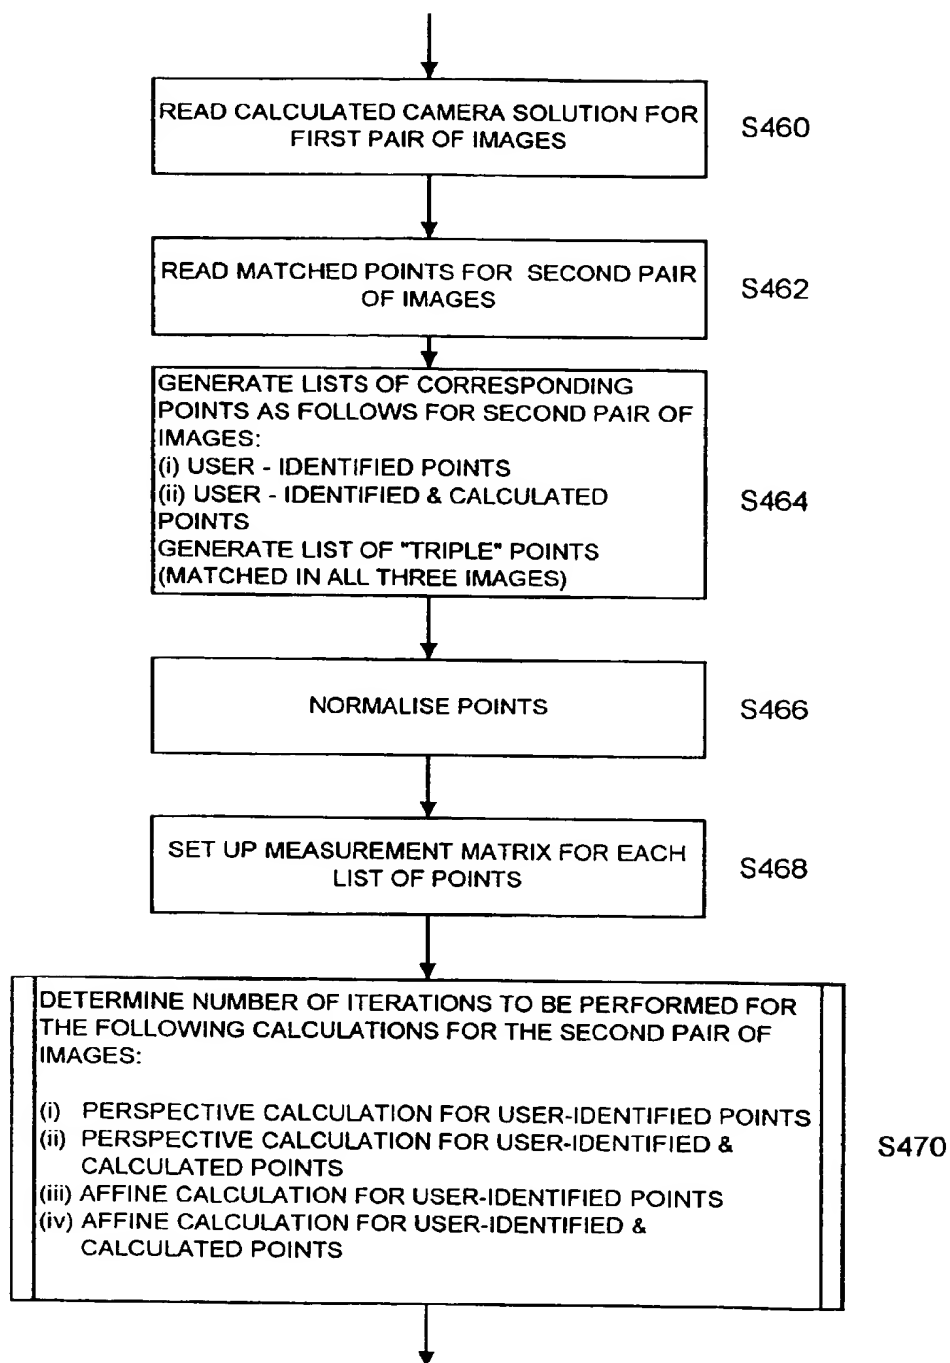 READ CALCULATED CAMERA SOLUTION FOR
FIRST PAIR OF IMAGES
S460
READ MATCHED POINTS FOR SECOND PAIR
OF IMAGES
S462
GENERATE LISTS OF CORRESPONDING
POINTS AS FOLLOWS FOR SECOND PAIR OF
IMAGES:
(i) USER - IDENTIFIED POINTS
(ii) USER - IDENTIFIED & CALCULATED
POINTS
GENERATE LIST OF "TRIPLE" POINTS
(MATCHED IN ALL THREE IMAGES)
S464
NORMALISE POINTS
S466
SET UP MEASUREMENT MATRIX FOR EACH
LIST OF POINTS
S468
DETERMINE NUMBER OF ITERATIONS TO BE PERFORMED FOR
THE FOLLOWING CALCULATIONS FOR THE SECOND PAIR OF
IMAGES:
(i) PERSPECTIVE CALCULATION FOR USER-IDENTIFIED POINTS
(ii) PERSPECTIVE CALCULATION FOR USER-IDENTIFIED &
CALCULATED POINTS
(iii) AFFINE CALCULATION FOR USER-IDENTIFIED POINTS
(iv) AFFINE CALCULATION FOR USER-IDENTIFIED &
CALCULATED POINTS
S470